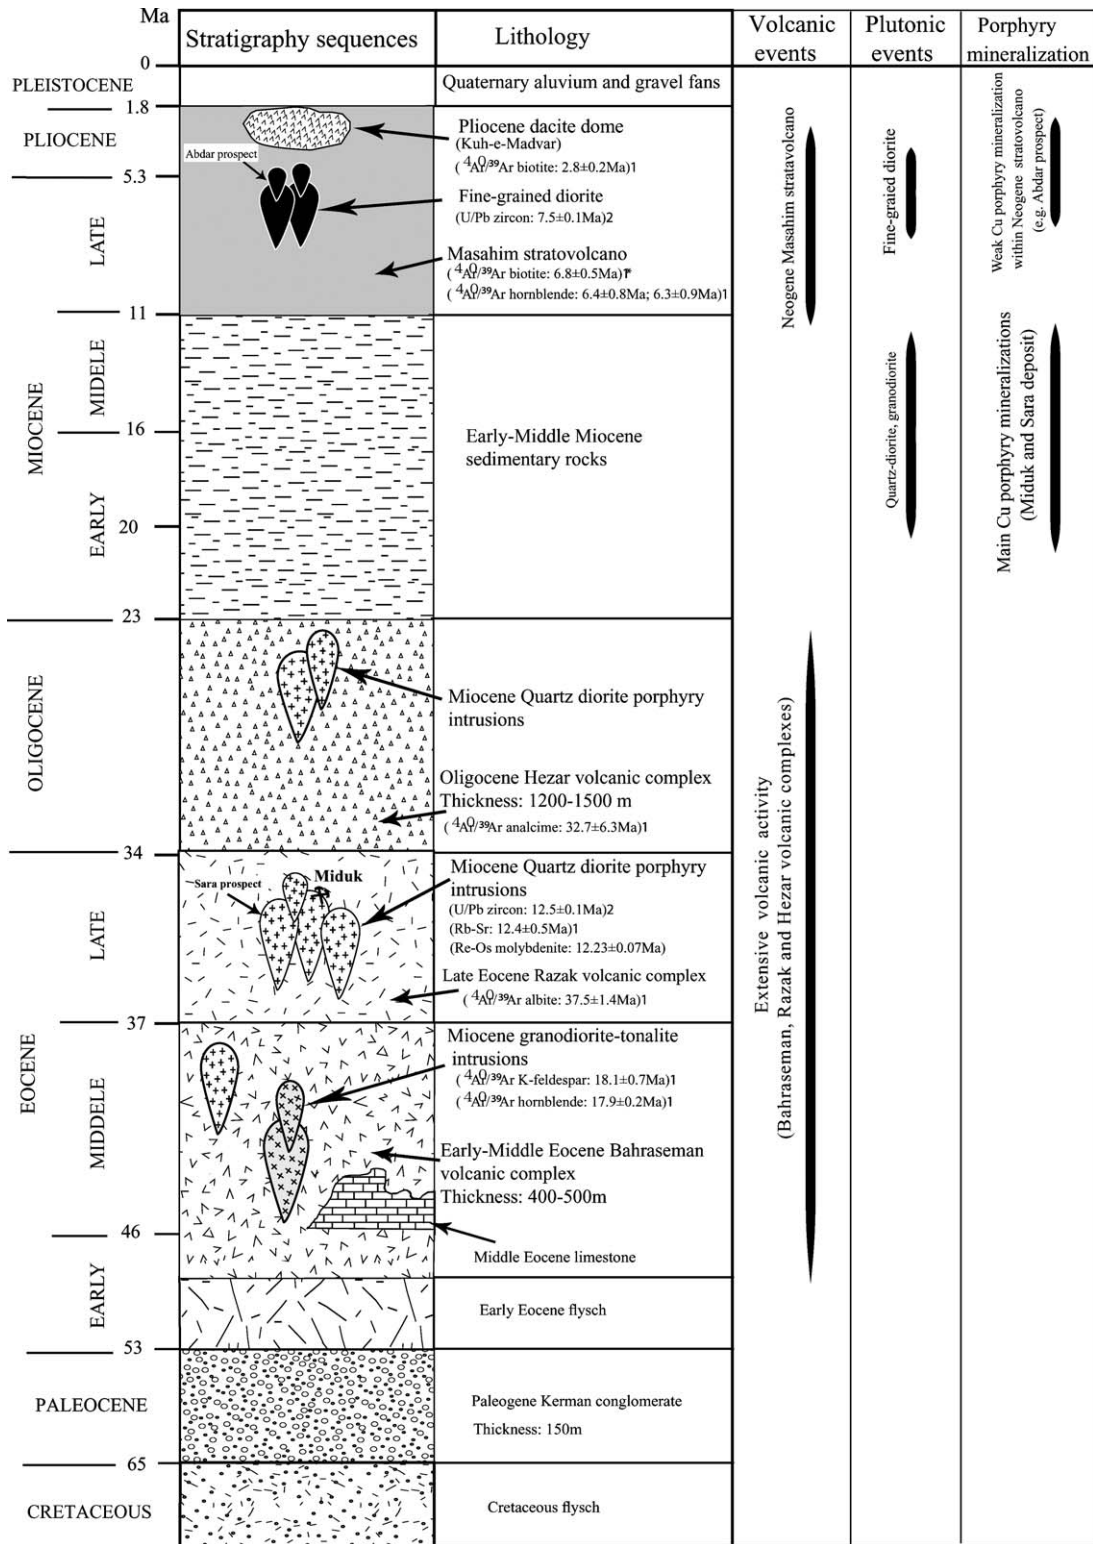 Ma
Stratigraphy sequences
Lithology
Volcanic
events
Plutonic
events
Porphyry
mineralization
0
PLEISTOCENE
Quaternary aluvium and gravel fans
1.8
PLIOCENE
Pliocene dacite dome
(Kuh-e-Madvar)
(40Ar/39Ar biotite: 2.8±0.2Ma)1
Abdar prospect
5.3
Fine-grained diorite
(U/Pb zircon: 7.5±0.1Ma)2
LATE
Masahim stratovolcano
(40Ar/39Ar biotite: 6.8±0.5Ma)1*
(40Ar/39Ar hornblende: 6.4±0.8Ma; 6.3±0.9Ma)1
Neogene Masahim stratavolcano
Fine-graied diorite
Weak Cu porphyry mineralization
within Neogene stratovolcano
(e.g. Abdar prospect)
11
MIOCENE
MIDELE
16
Early-Middle Miocene
sedimentary rocks
Quartz-diorite, granodiorite
Main Cu porphyry mineralizations
(Miduk and Sara deposit)
EARLY
20
23
OLIGOCENE
Miocene Quartz diorite porphyry
intrusions
Oligocene Hezar volcanic complex
Thickness: 1200-1500 m
(40Ar/39Ar analcime: 32.7±6.3Ma)1
34
EOCENE
LATE
Sara prospect
Miduk
Miocene Quartz diorite porphyry
intrusions
(U/Pb zircon: 12.5±0.1Ma)2
(Rb-Sr: 12.4±0.5Ma)1
(Re-Os molybdenite: 12.23±0.07Ma)
Late Eocene Razak volcanic complex
(40Ar/39Ar albite: 37.5±1.4Ma)1
Extensive volcanic activity
(Bahraseman, Razak and Hezar volcanic complexes)
37
MIDDELE
Miocene granodiorite-tonalite
intrusions
(40Ar/39Ar K-feldespar: 18.1±0.7Ma)1
(40Ar/39Ar hornblende: 17.9±0.2Ma)1
Early-Middle Eocene Bahraseman
volcanic complex
Thickness: 400-500m
46
Middle Eocene limestone
EARLY
Early Eocene flysch
53
PALEOCENE
Paleogene Kerman conglomerate
Thickness: 150m
65
CRETACEOUS
Cretaceous flysch